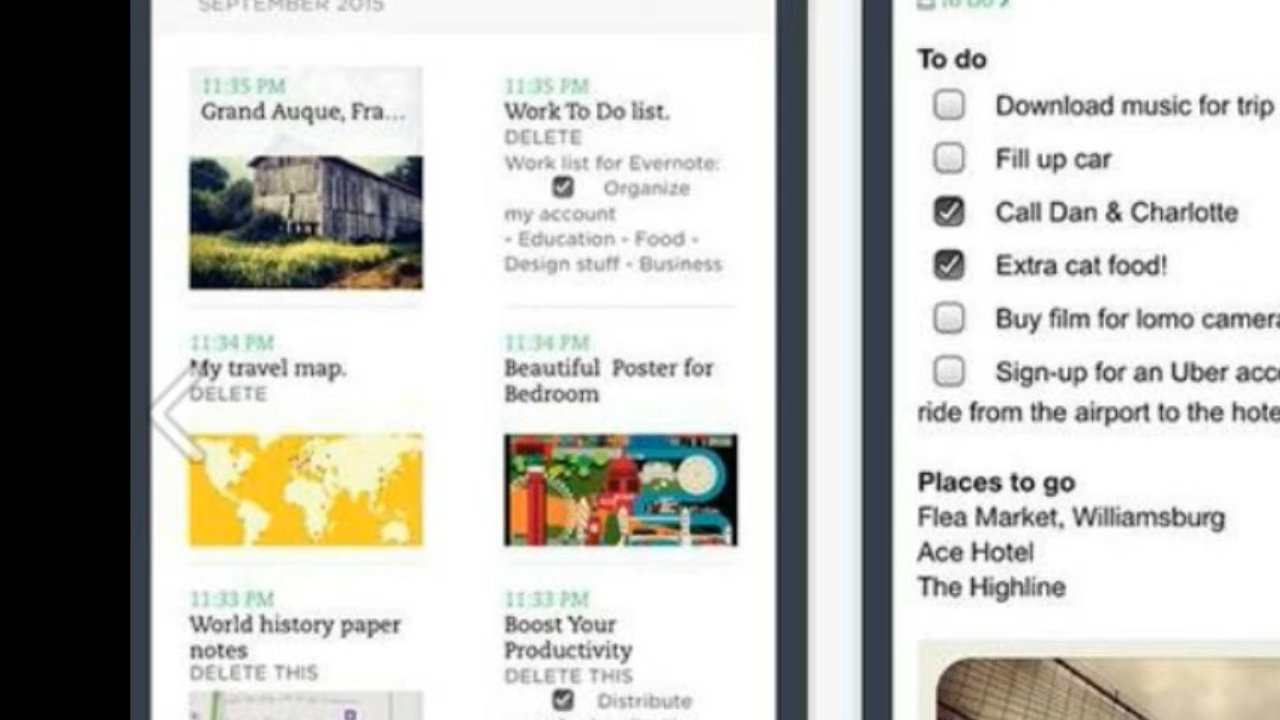 SEPTEMBER 2015
11:35 PM
Grand Auque, Fra...
11:35 PM
Work To Do list.
DELETE
Work list for Evernote:
Organize
my account
- Education - Food -
Design stuff - Business
11:34 PM
My travel map.
DELETE
11:34 PM
Beautiful Poster for
Bedroom
11:33 PM
World history paper
notes
DELETE THIS
11:33 PM
Boost Your
Productivity
DELETE THIS
Distribute
To Do
To do
Download music for trip
Fill up car
Call Dan & Charlotte
Extra cat food!
Buy film for lomo camera
Sign-up for an Uber acc
ride from the airport to the hote
Places to go
Flea Market, Williamsburg
Ace Hotel
The Highline